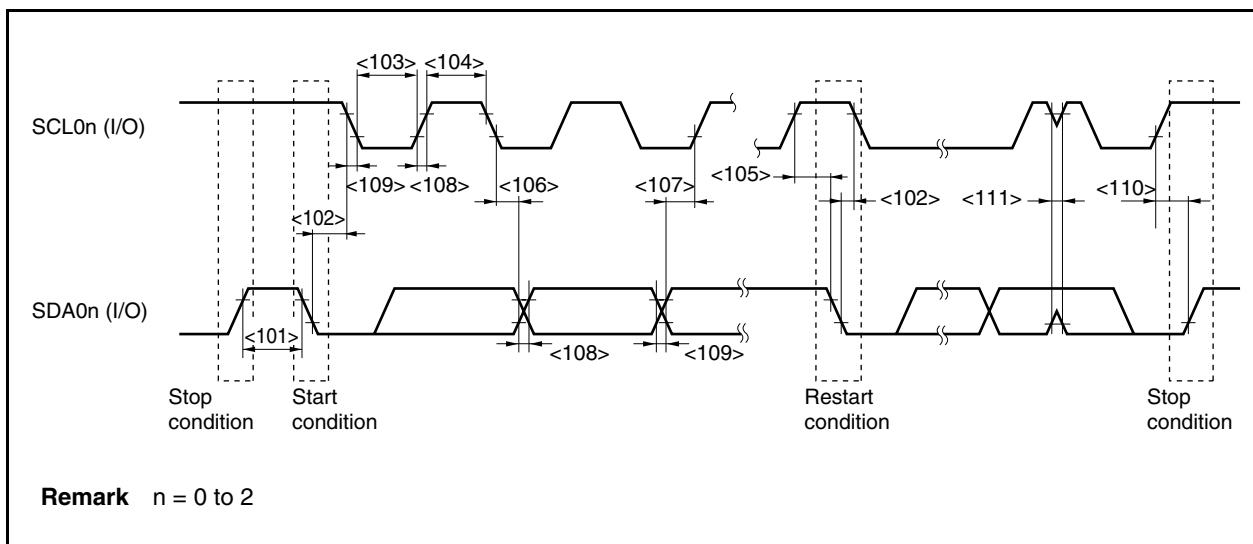 <103> <104>
SCL0n (I/O)
<109> <108> <106> <107> <105> <102> <111> <110>
<102>
SDA0n (I/O)
<101>
<108> <109>
Stop condition
Start condition
Restart condition
Stop condition
Remark n = 0 to 2